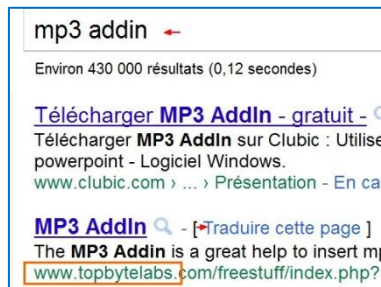 mp3 addin
Environ 430 000 résultats (0,12 secondes)
Télécharger MP3 AddIn - gratuit -
Télécharger MP3 AddIn sur Clubic : Utilise
powerpoint - Logiciel Windows.
www.clubic.com › ... › Présentation - En ca
MP3 AddIn - [Traduire cette page ]
The MP3 Addin is a great help to insert m
www.topbytelabs.com/freestuff/index.php?